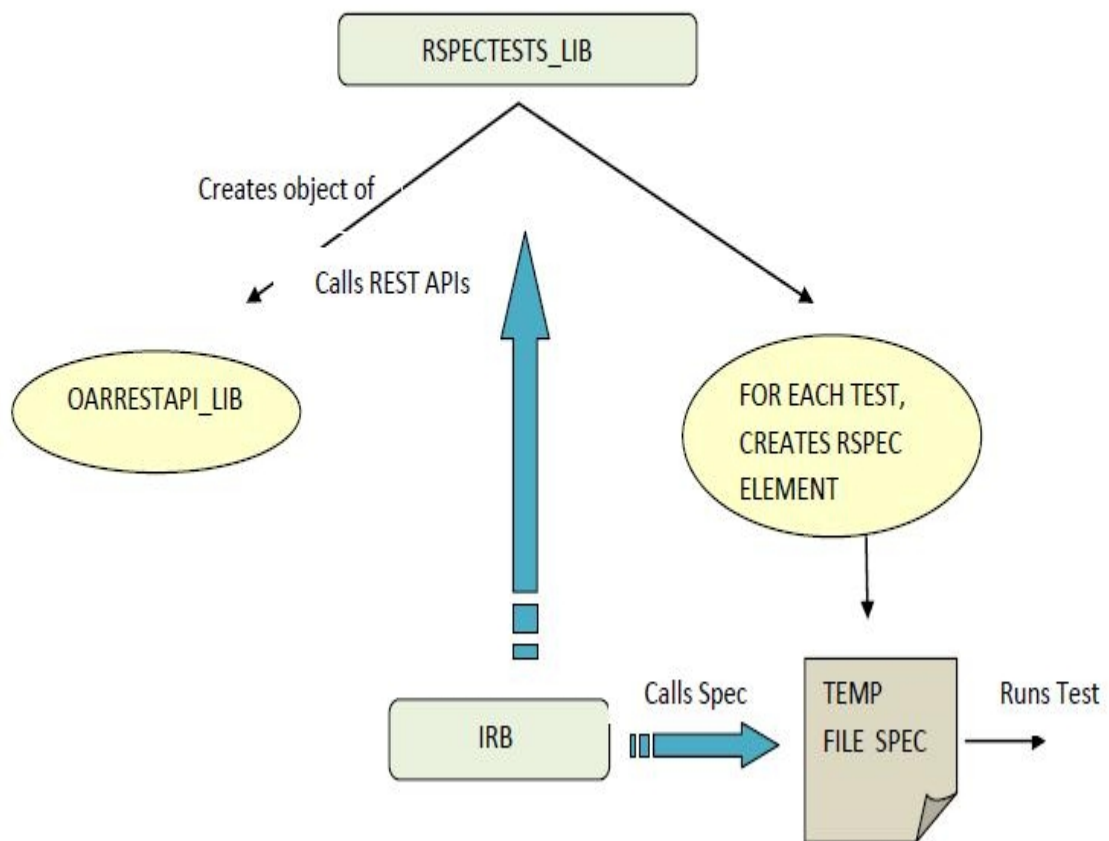 RSPECTESTS_LIB
Creates object of
Calls REST APIs
OARRESTAPI_LIB
FOR EACH TEST,
CREATES RSPEC
ELEMENT
IRB
Calls Spec
TEMP
FILE SPEC
Runs Test